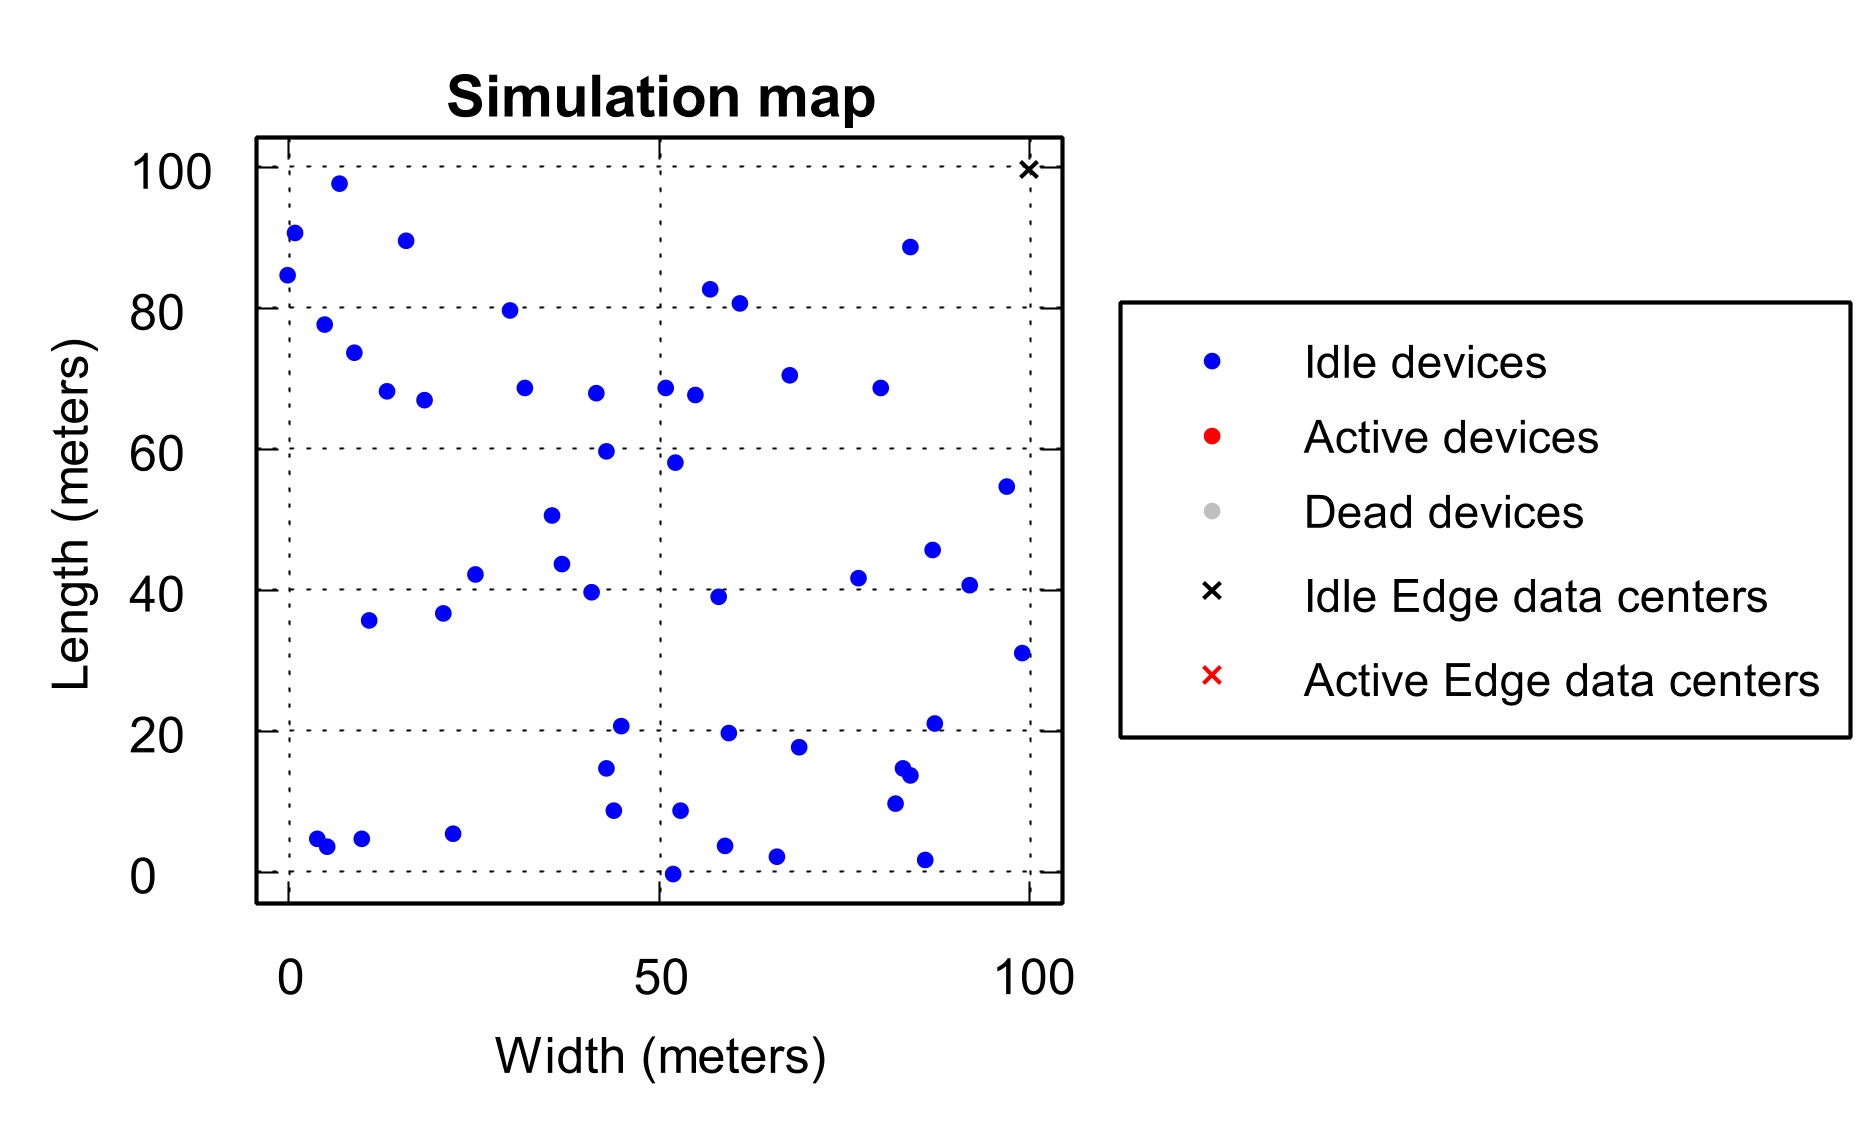 Simulation map
100
80
60
40
20
0
Length (meters)
0 50 100
Width (meters)
Idle devices
Active devices
Dead devices
Idle Edge data centers
Active Edge data centers